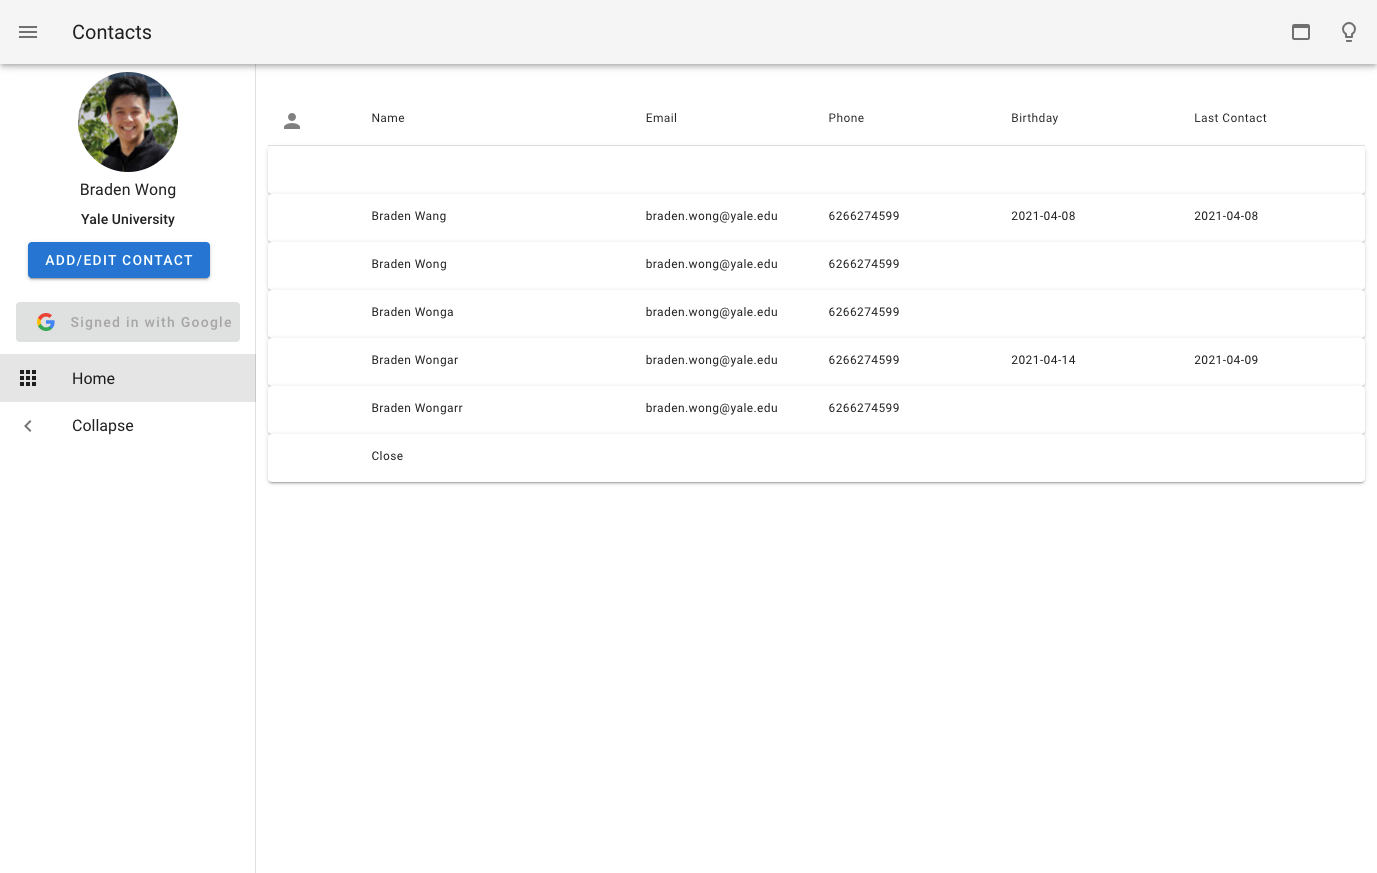 Contacts
Braden Wong
Yale University
ADD/EDIT CONTACT
Signed in with Google
Home
Collapse
Name Email Phone Birthday Last Contact
Braden Wang braden.wong@yale.edu 6266274599 2021-04-08 2021-04-08
Braden Wong braden.wong@yale.edu 6266274599
Braden Wonga braden.wong@yale.edu 6266274599
Braden Wongar braden.wong@yale.edu 6266274599 2021-04-14 2021-04-09
Braden Wongarr braden.wong@yale.edu 6266274599
Close